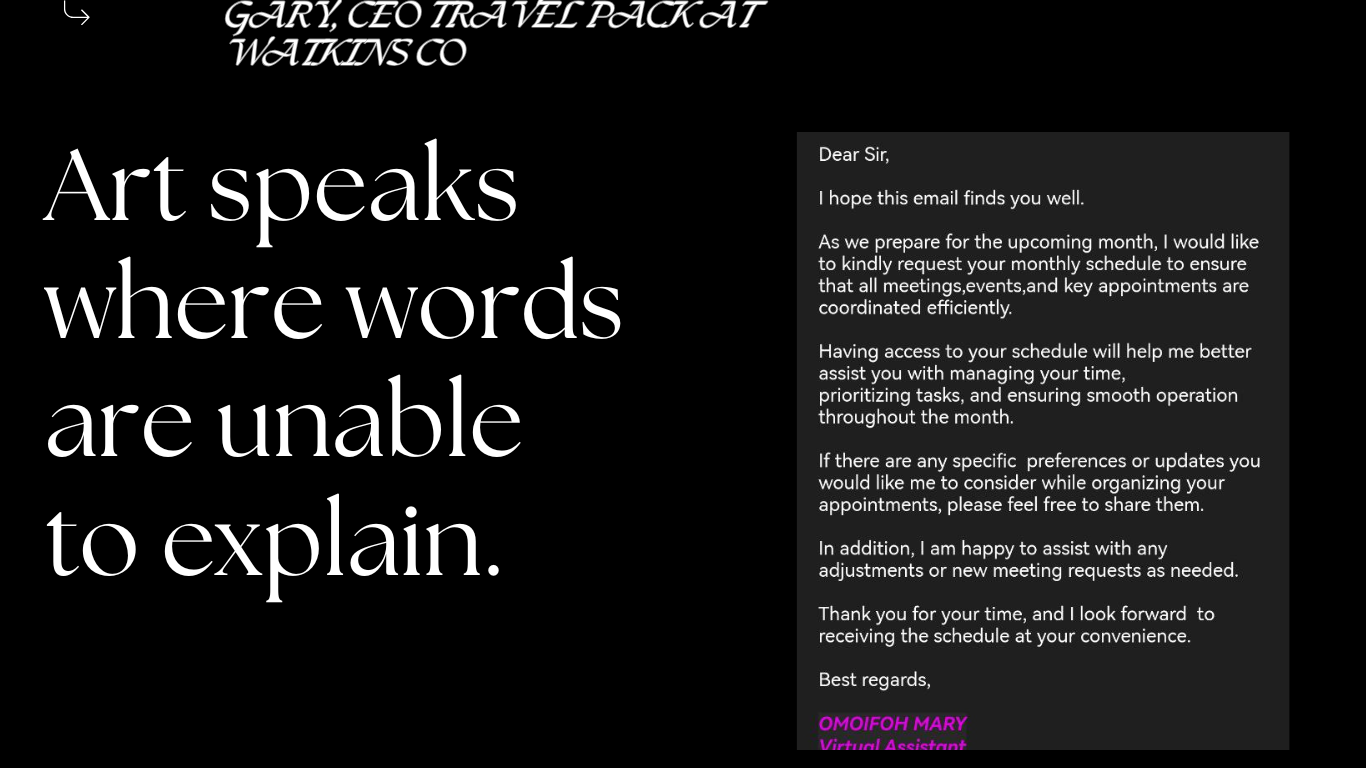 GARY, CEO TRAVEL PACK AT
WATKINS CO
Art speaks
where words
are unable
to explain.
Dear Sir,
I hope this email finds you well.
As we prepare for the upcoming month, I would like
to kindly request your monthly schedule to ensure
that all meetings,events,and key appointments are
coordinated efficiently.
Having access to your schedule will help me better
assist you with managing your time,
prioritizing tasks, and ensuring smooth operation
throughout the month.
If there are any specific  preferences or updates you
would like me to consider while organizing your
appointments, please feel free to share them.
In addition, I am happy to assist with any
adjustments or new meeting requests as needed.
Thank you for your time, and I look forward  to
receiving the schedule at your convenience.
Best regards,
OMOIFOH MARY
Virtual Assistant